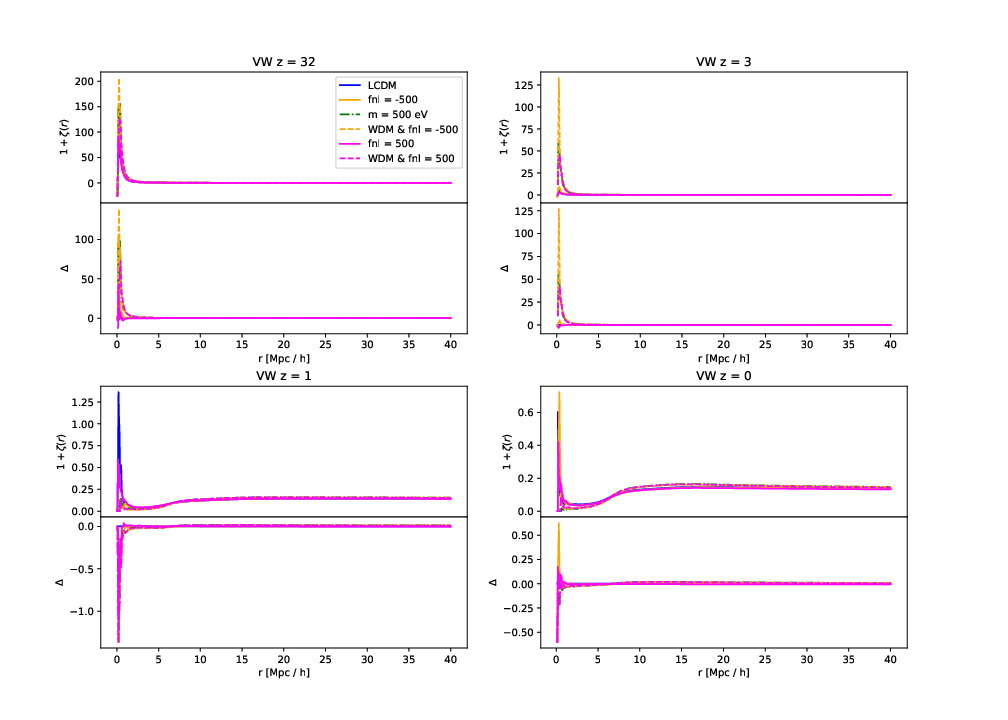 VW z = 32
200
150
100
50
0
1 + ζ(r)
LCDM
fnl = -500
m = 500 eV
WDM & fnl = -500
fnl = 500
WDM & fnl = 500
100
50
0
Δ
0 5 10 15 20 25 30 35 40
r [Mpc / h]
VW z = 3
125
100
75
50
25
0
1 + ζ(r)
125
100
75
50
25
0
Δ
0 5 10 15 20 25 30 35 40
r [Mpc / h]
VW z = 1
1.25
1.00
0.75
0.50
0.25
0.00
1 + ζ(r)
0.0
−0.5
−1.0
Δ
0 5 10 15 20 25 30 35 40
r [Mpc / h]
VW z = 0
0.6
0.4
0.2
0.0
1 + ζ(r)
0.50
0.25
0.00
−0.25
−0.50
Δ
0 5 10 15 20 25 30 35 40
r [Mpc / h]